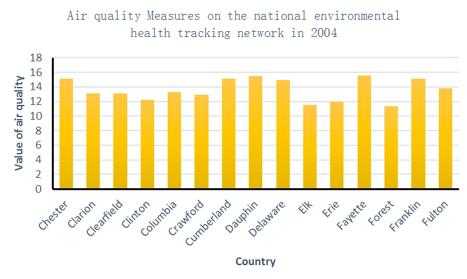 Air quality Measures on the national environmental
health tracking network in 2004
Value of air quality
18
16
14
12
10
8
6
4
2
0
Chester
Clarion
Clearfield
Clinton
Columbia
Crawford
Cumberland
Dauphin
Delaware
Elk
Erie
Fayette
Forest
Franklin
Fulton
Country